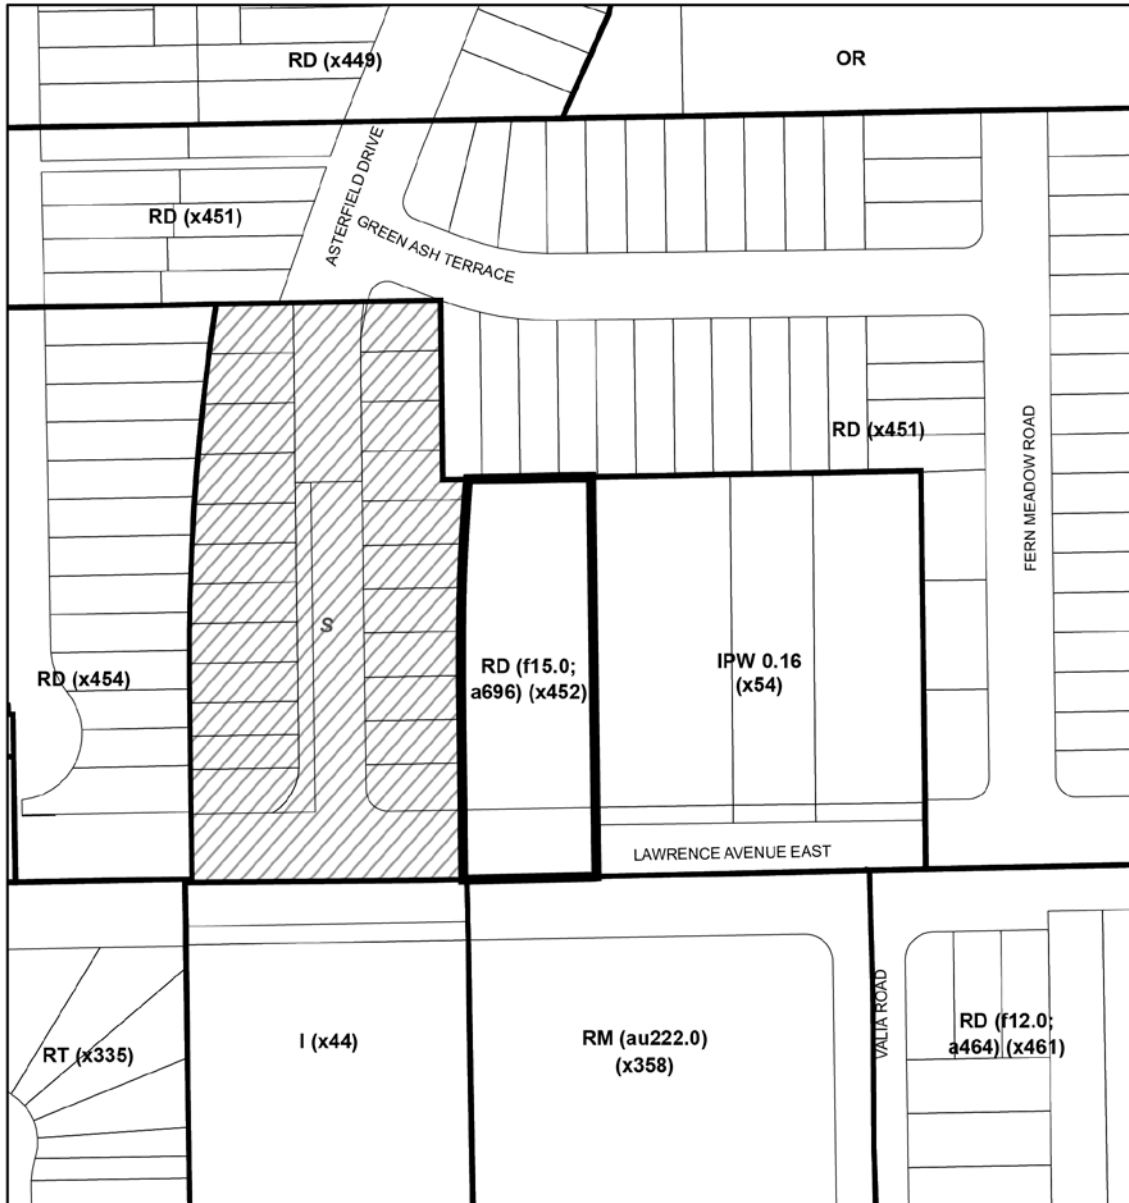 RD (x449)
OR
ASTERFIELD DRIVE
RD (x451)
GREEN ASH TERRACE
RD (x451)
FERN MEADOW ROAD
S
RD (x454)
RD (f15.0;
a696) (x452)
IPW 0.16
(x54)
LAWRENCE AVENUE EAST
VALIA ROAD
RT (x335)
I (x44)
RM (au222.0)
(x358)
RD (f12.0;
a464) (x461)